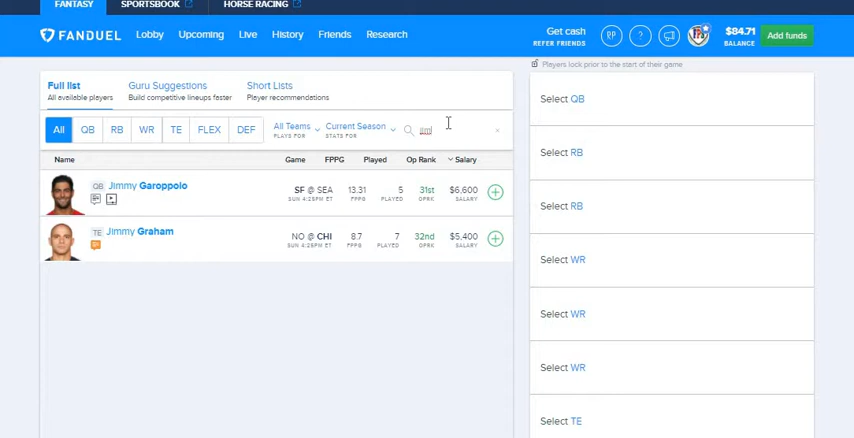 FANTASY SPORTSBOOK HORSE RACING
FANDUEL Lobby Upcoming Live History Friends Research
Get cash
REFER FRIENDS
$84.71
BALANCE
Add funds
Players lock prior to the start of their game
Full list Guru Suggestions Short Lists
All available players Build competitive lineups faster Player recommendations
All QB RB WR TE FLEX DEF
All Teams Current Season
PLAYS FOR STATS FOR
Name Game FPPG Played Op Rank Salary
QB Jimmy Garoppolo SF @ SEA 13.31 5 31st $6,600
SUN 4:25PM ET FPPG PLAYED OPRK SALARY
TE Jimmy Graham NO @ CHI 8.7 7 32nd $5,400
SUN 4:25PM ET FPPG PLAYED OPRK SALARY
Select QB
Select RB
Select RB
Select WR
Select WR
Select WR
Select TE